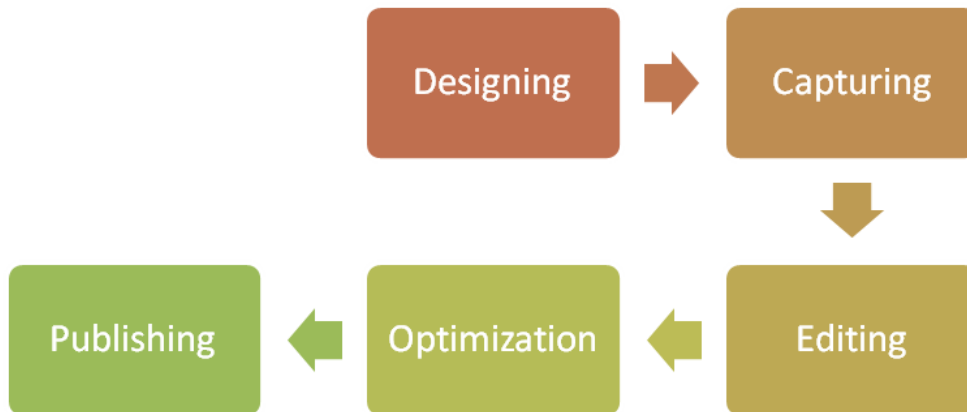 Designing
Capturing
Editing
Optimization
Publishing